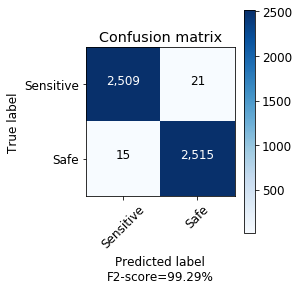 Confusion matrix
True label
Sensitive
Safe
2,509
21
15
2,515
Sensitive
Safe
Predicted label
F2-score=99.29%
2500
2000
1500
1000
500